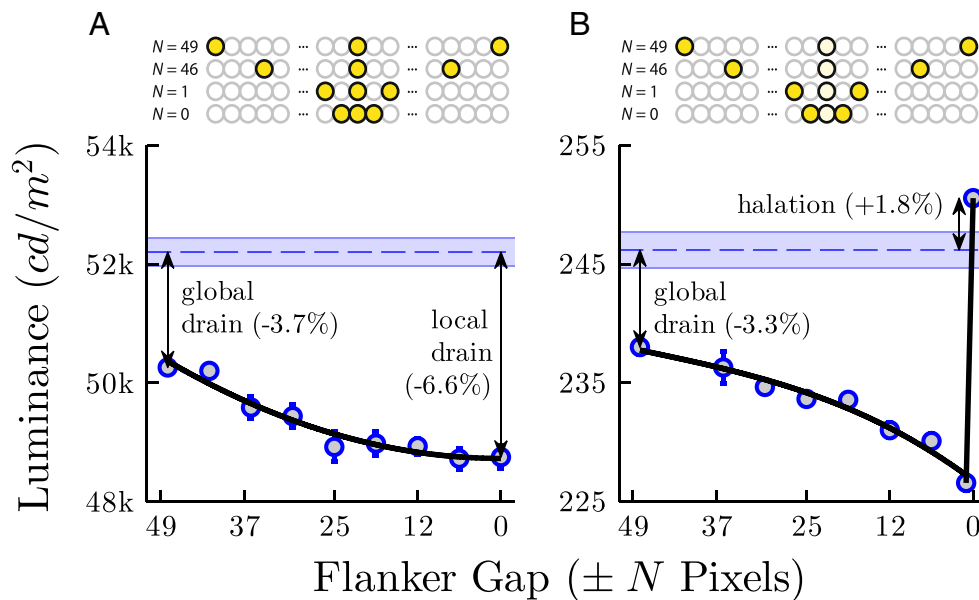 A
N = 49 ... ...
N = 46 ... ...
N = 1 ... ...
N = 0 ... ...
B
N = 49 ... ...
N = 46 ... ...
N = 1 ... ...
N = 0 ... ...
Luminance (cd/m²)
54k
52k
50k
48k
global
drain (-3.7%)
local
drain
(-6.6%)
49 37 25 12 0
255
245
235
225
halation (+1.8%)
global
drain (-3.3%)
49 37 25 12 0
Flanker Gap (± N Pixels)